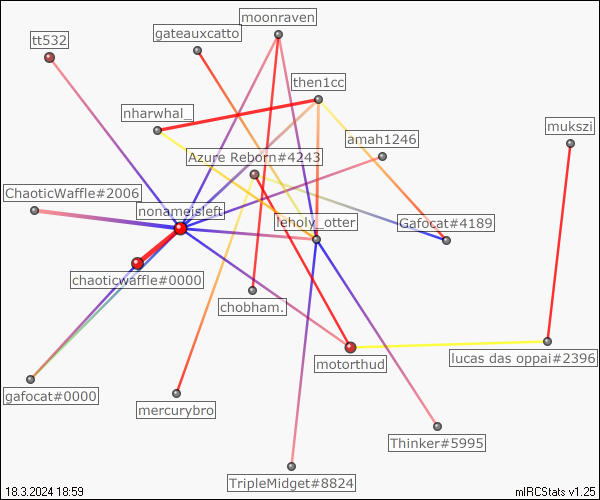 moonraven
gateauxcatto
tt532
then1cc
nharwhal_
mukszi
amah1246
Azure Reborn#4243
ChaoticWaffle#2006
nonameisleft
leholy_otter
Gafocat#4189
chaoticwaffle#0000
chobham.
lucas das oppai#2396
motorthud
gafocat#0000
mercurybro
Thinker#5995
TripleMidget#8824
18.3.2024 18:59
mIRCStats v1.25